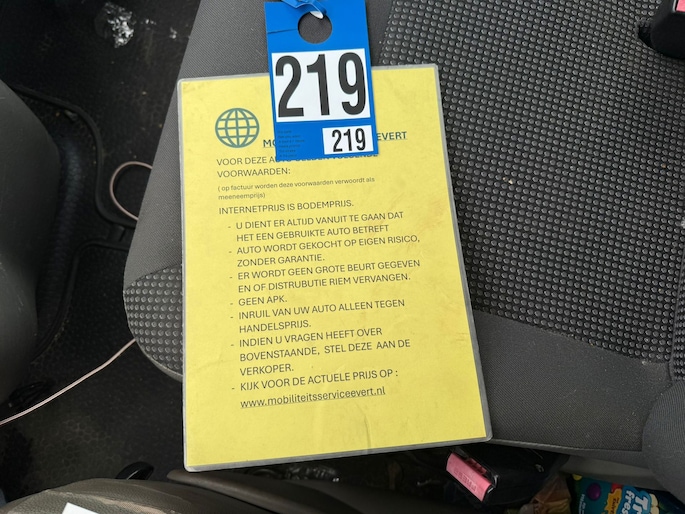 219
219
MO
EVERT
VOOR DEZE AUTO
VOORWAARDEN:
( op factuur worden deze voorwaarden verwoordt als
meeneemprijs)
INTERNETPRIJS IS BODEMPRIJS.
- U DIENT ER ALTIJD VANUIT TE GAAN DAT
HET EEN GEBRUIKTE AUTO BETREFT
- AUTO WORDT GEKOCHT OP EIGEN RISICO,
ZONDER GARANTIE.
- ER WORDT GEEN GROTE BEURT GEGEVEN
EN OF DISTRUBUTIE RIEM VERVANGEN.
- GEEN APK.
- INRUIL VAN UW AUTO ALLEEN TEGEN
HANDELSPRIJS.
- INDIEN U VRAGEN HEEFT OVER
BOVENSTAANDE, STEL DEZE AAN DE
VERKOPER.
- KIJK VOOR DE ACTUELE PRIJS OP :
www.mobiliteitsserviceevert.nl